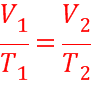 V₁/T₁ = V₂/T₂